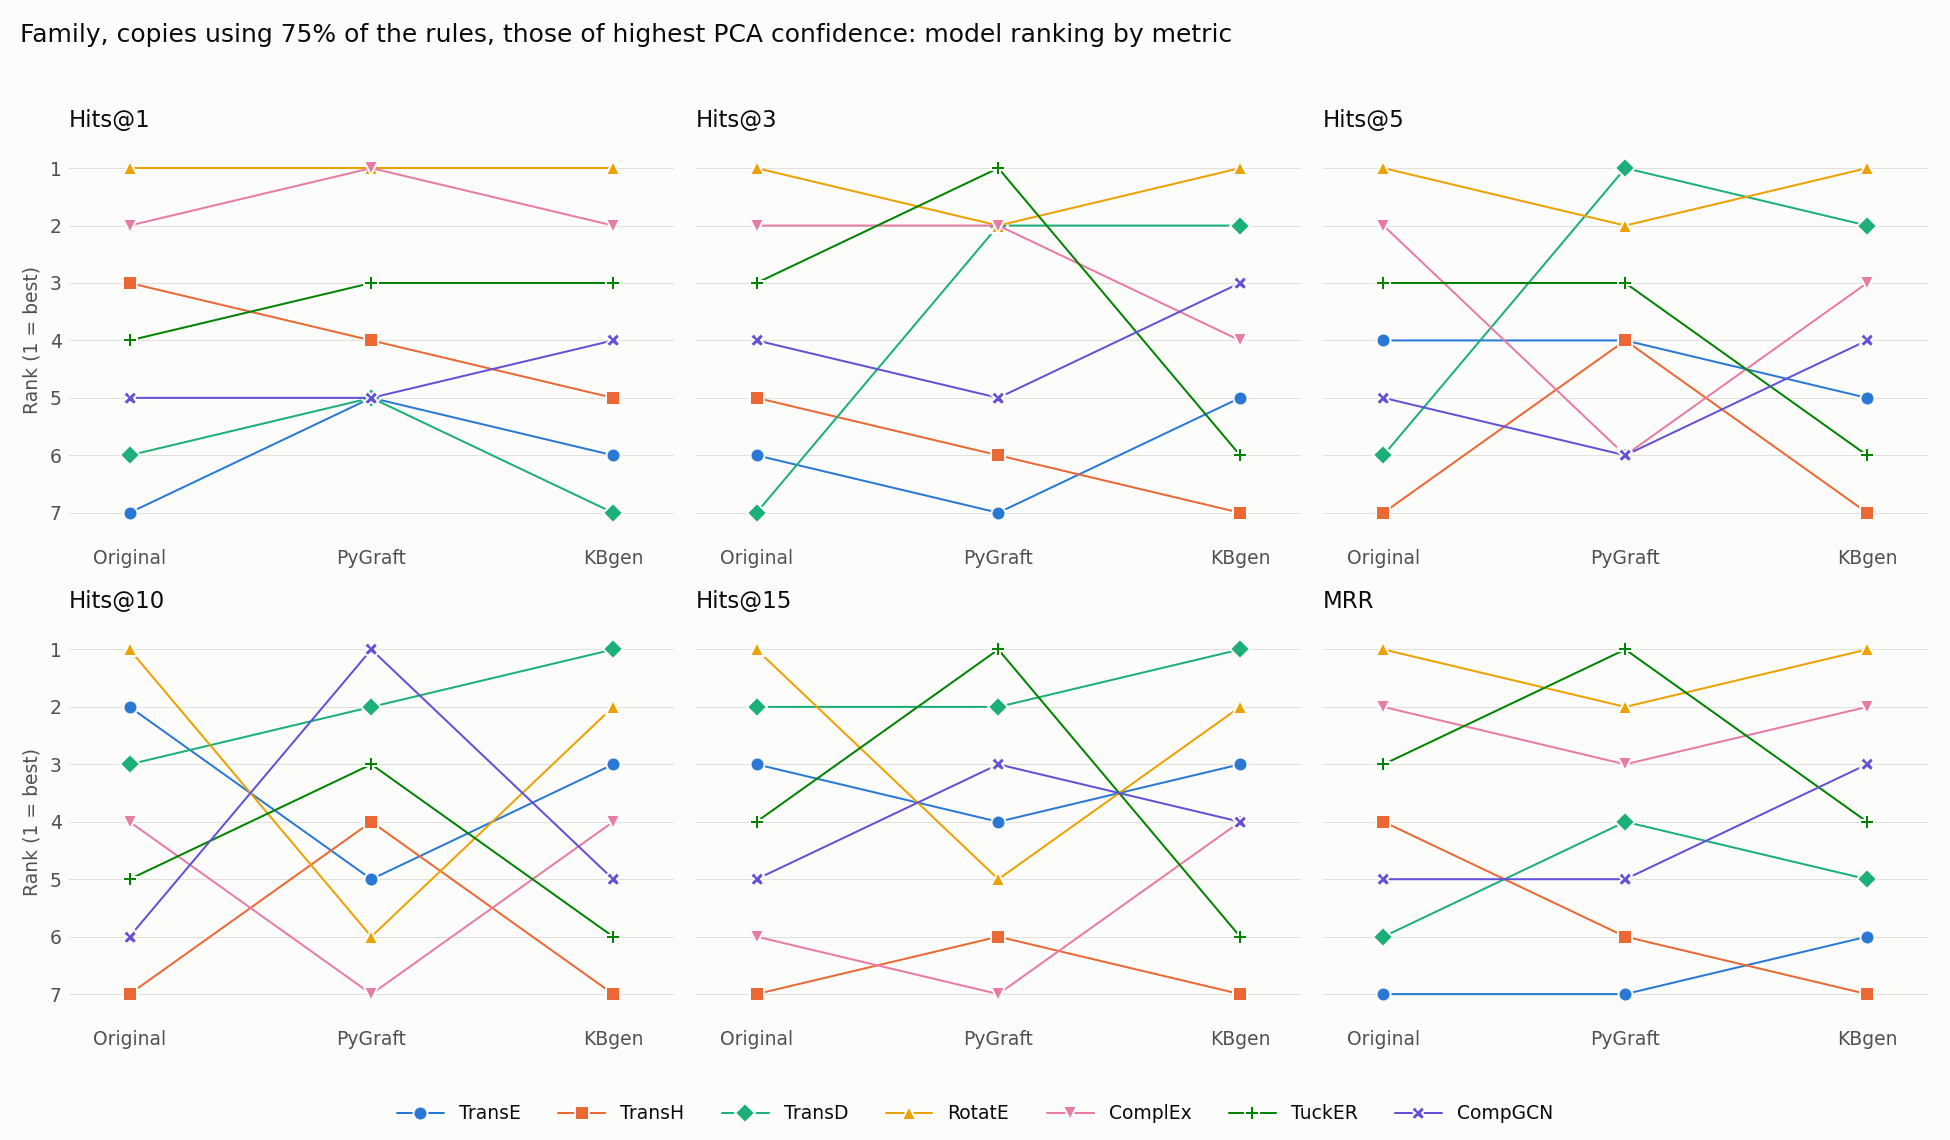 Family, copies using 75% of the rules, those of highest PCA confidence: model ranking by metric
Hits@1
Hits@3
Hits@5
Rank (1 = best)
1
2
3
4
5
6
7
Original
PyGraft
KBgen
Original
PyGraft
KBgen
Original
PyGraft
KBgen
Hits@10
Hits@15
MRR
Rank (1 = best)
1
2
3
4
5
6
7
Original
PyGraft
KBgen
Original
PyGraft
KBgen
Original
PyGraft
KBgen
TransE
TransH
TransD
RotatE
ComplEx
TuckER
CompGCN